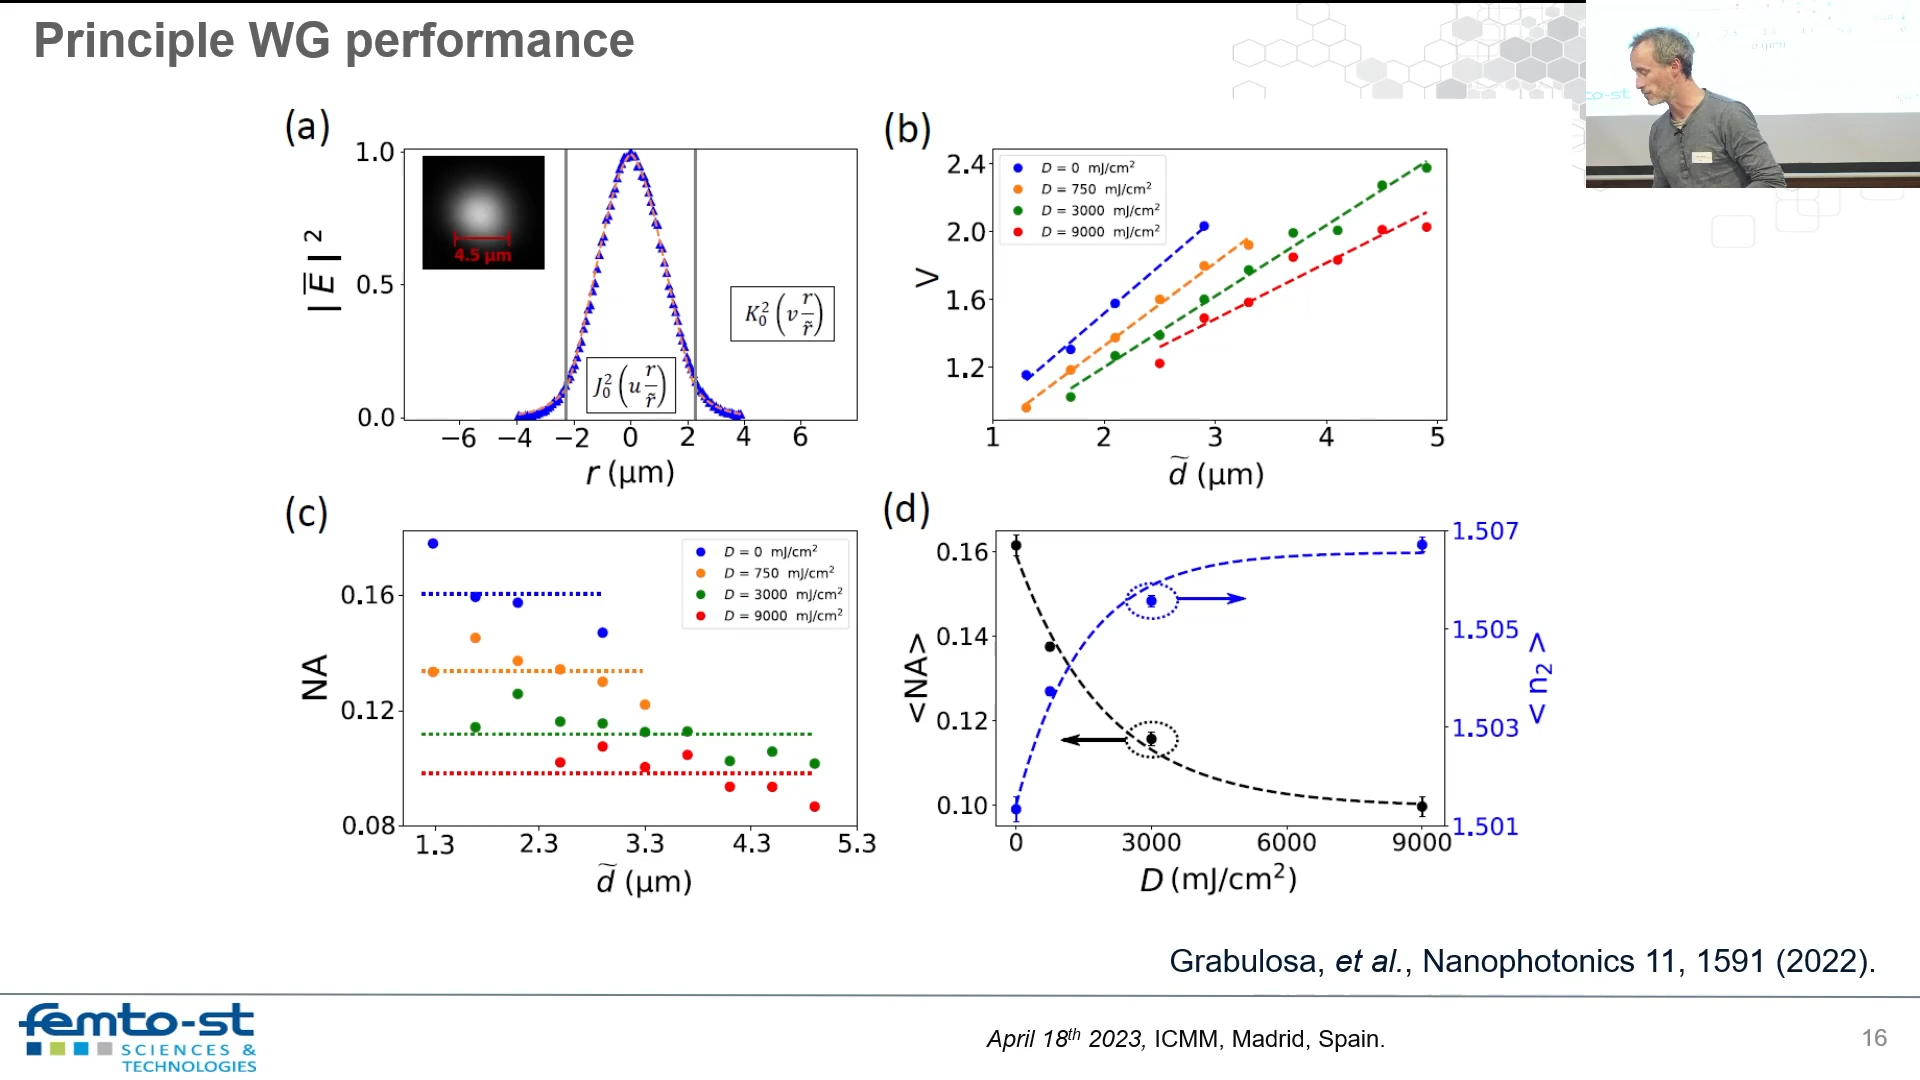 Principle WG performance
(a)
1.0
0.5
0.0
|E̅|²
4.5 µm
J₀²(u r/r̃)
K₀²(v r/r̃)
−6 −4 −2 0 2 4 6
r (µm)
(b)
2.4
2.0
1.6
1.2
V
D = 0 mJ/cm²
D = 750 mJ/cm²
D = 3000 mJ/cm²
D = 9000 mJ/cm²
1 2 3 4 5
d̃ (µm)
(c)
0.16
0.12
0.08
NA
D = 0 mJ/cm²
D = 750 mJ/cm²
D = 3000 mJ/cm²
D = 9000 mJ/cm²
1.3 2.3 3.3 4.3 5.3
d̃ (µm)
(d)
0.16
0.14
0.12
0.10
<NA>
1.507
1.505
1.503
1.501
< n₂ >
0 3000 6000 9000
D (mJ/cm²)
Grabulosa, et al., Nanophotonics 11, 1591 (2022).
femto-st
SCIENCES &
TECHNOLOGIES
April 18th 2023, ICMM, Madrid, Spain.
16